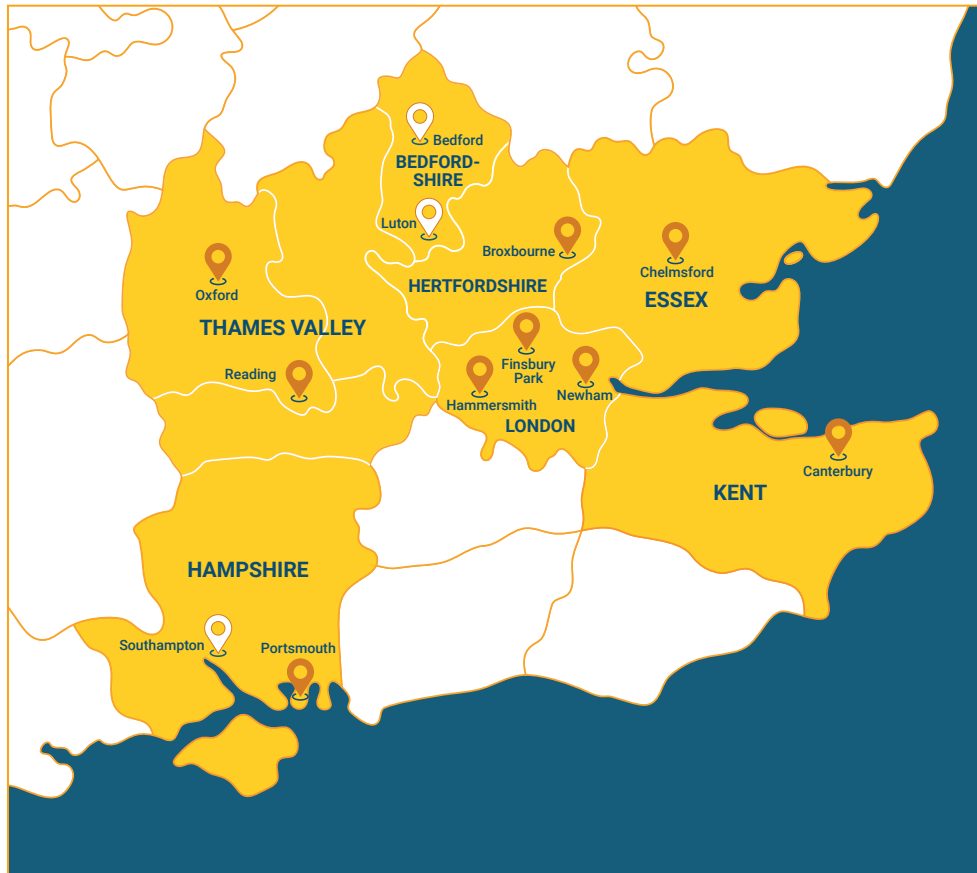 Bedford
BEDFORD-
SHIRE
Luton
Broxbourne
Chelmsford
Oxford
HERTFORDSHIRE
ESSEX
THAMES VALLEY
Finsbury
Park
Reading
Newham
Hammersmith
LONDON
Canterbury
KENT
HAMPSHIRE
Southampton
Portsmouth